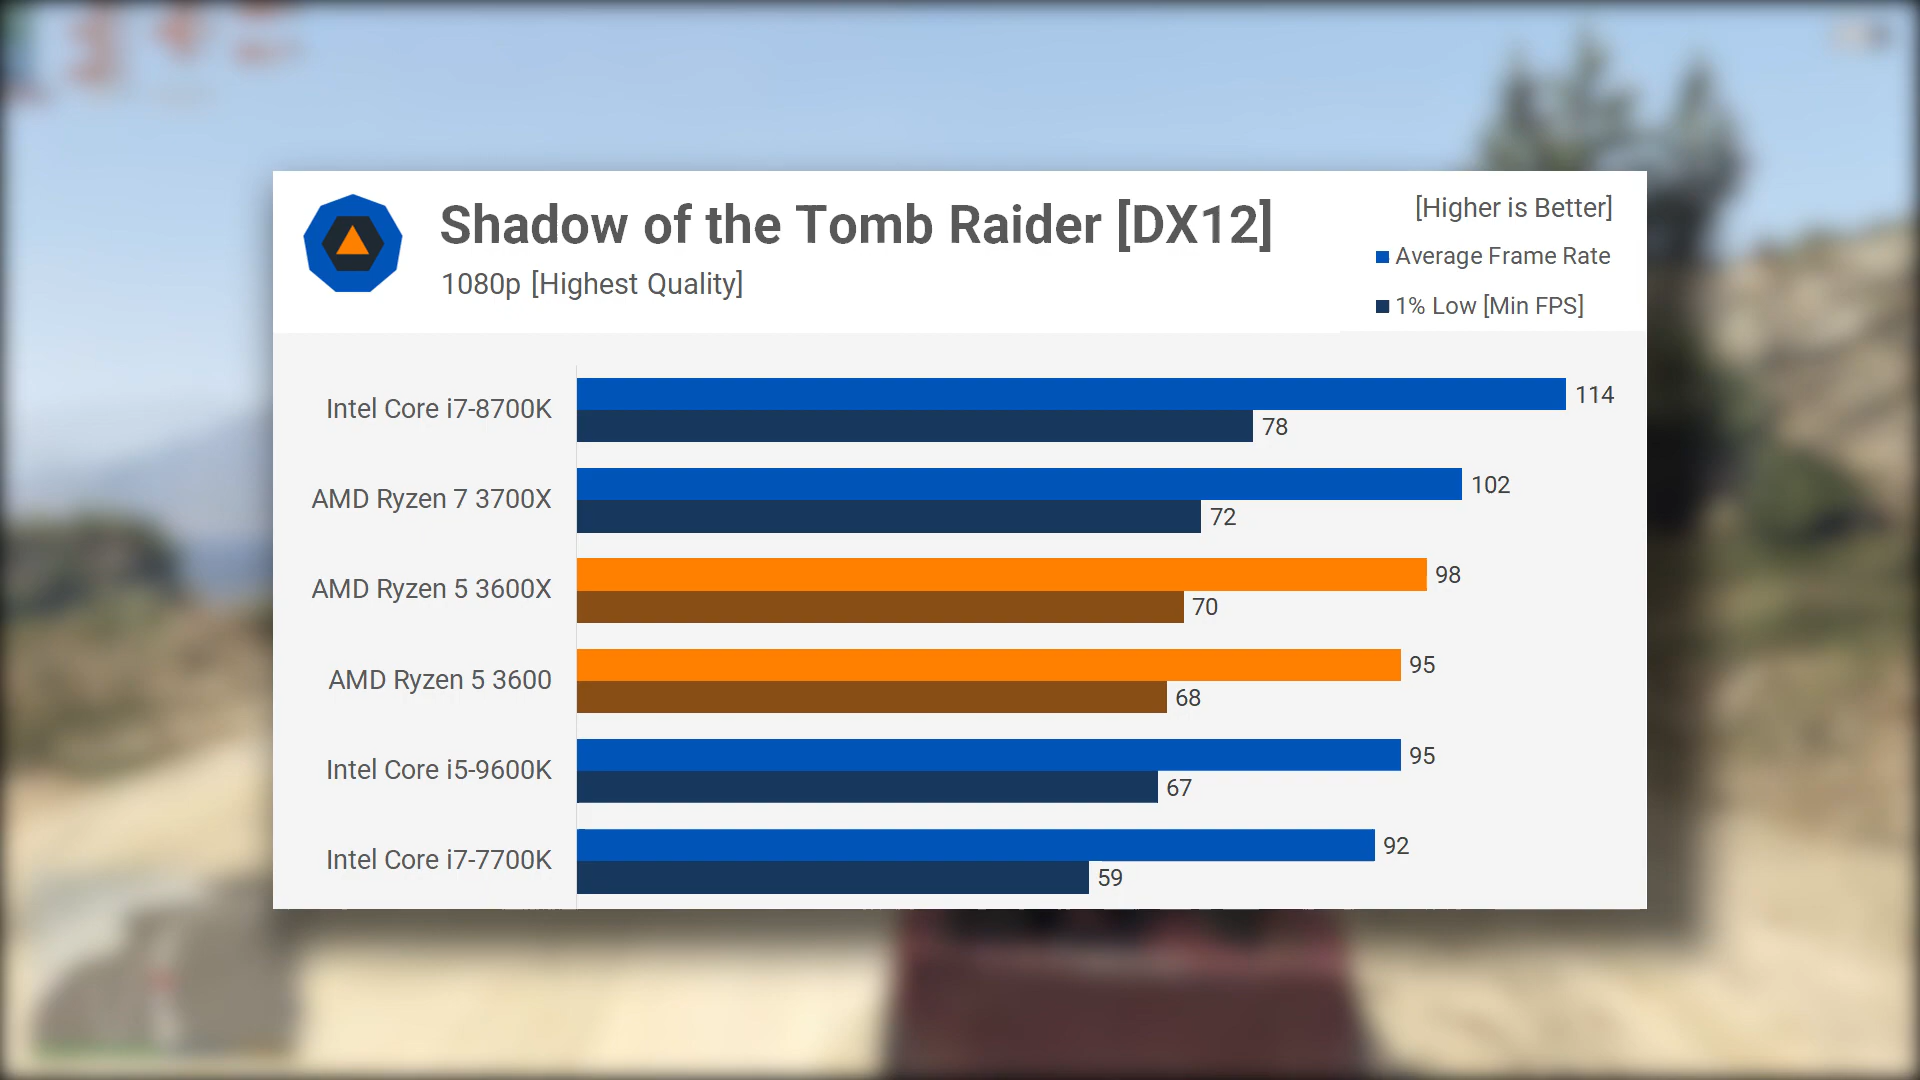 Shadow of the Tomb Raider [DX12]
1080p [Highest Quality]
[Higher is Better]
Average Frame Rate
1% Low [Min FPS]
Intel Core i7-8700K
114
78
AMD Ryzen 7 3700X
102
72
AMD Ryzen 5 3600X
98
70
AMD Ryzen 5 3600
95
68
Intel Core i5-9600K
95
67
Intel Core i7-7700K
92
59